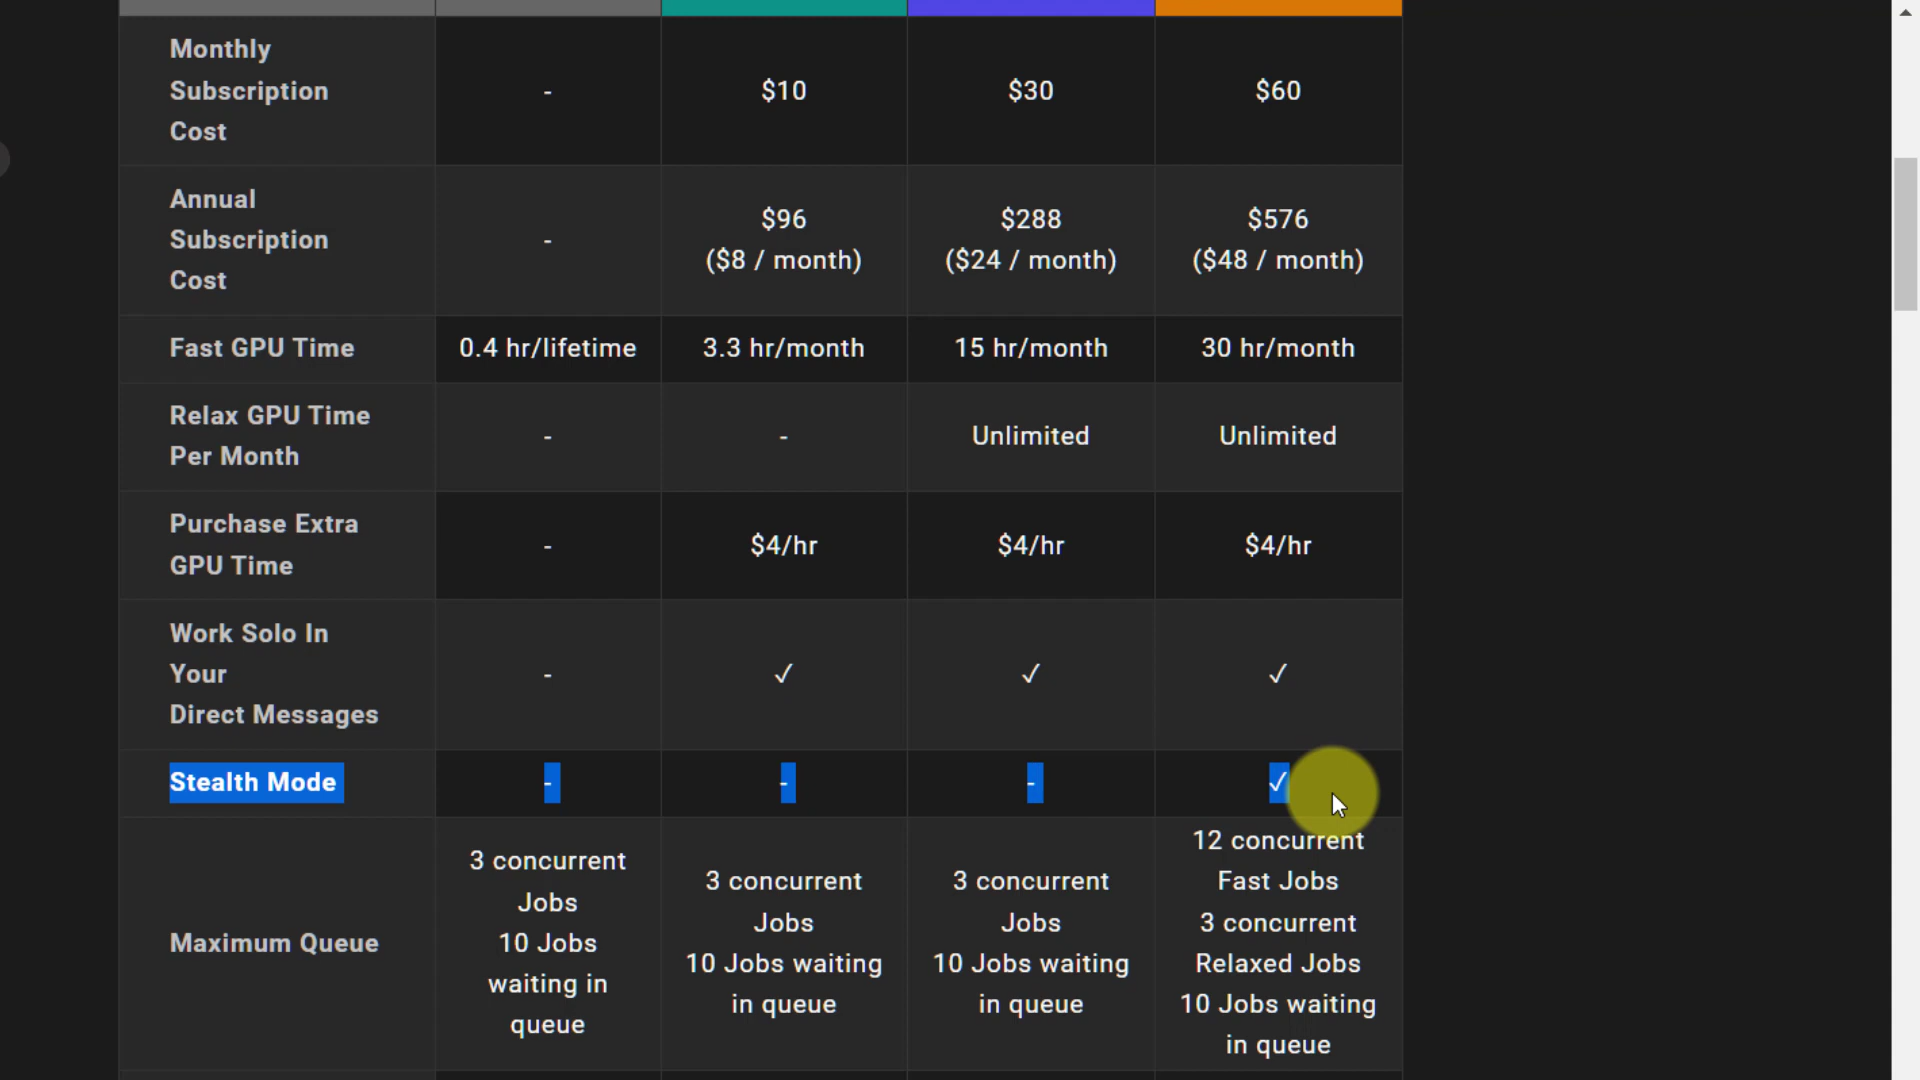 Monthly
Subscription
Cost
-
$10
$30
$60
Annual
Subscription
Cost
-
$96
($8 / month)
$288
($24 / month)
$576
($48 / month)
Fast GPU Time
0.4 hr/lifetime
3.3 hr/month
15 hr/month
30 hr/month
Relax GPU Time
Per Month
-
-
Unlimited
Unlimited
Purchase Extra
GPU Time
-
$4/hr
$4/hr
$4/hr
Work Solo In
Your
Direct Messages
-
✓
✓
✓
Stealth Mode
-
-
-
✓
Maximum Queue
3 concurrent
Jobs
10 Jobs
waiting in
queue
3 concurrent
Jobs
10 Jobs waiting
in queue
3 concurrent
Jobs
10 Jobs waiting
in queue
12 concurrent
Fast Jobs
3 concurrent
Relaxed Jobs
10 Jobs waiting
in queue